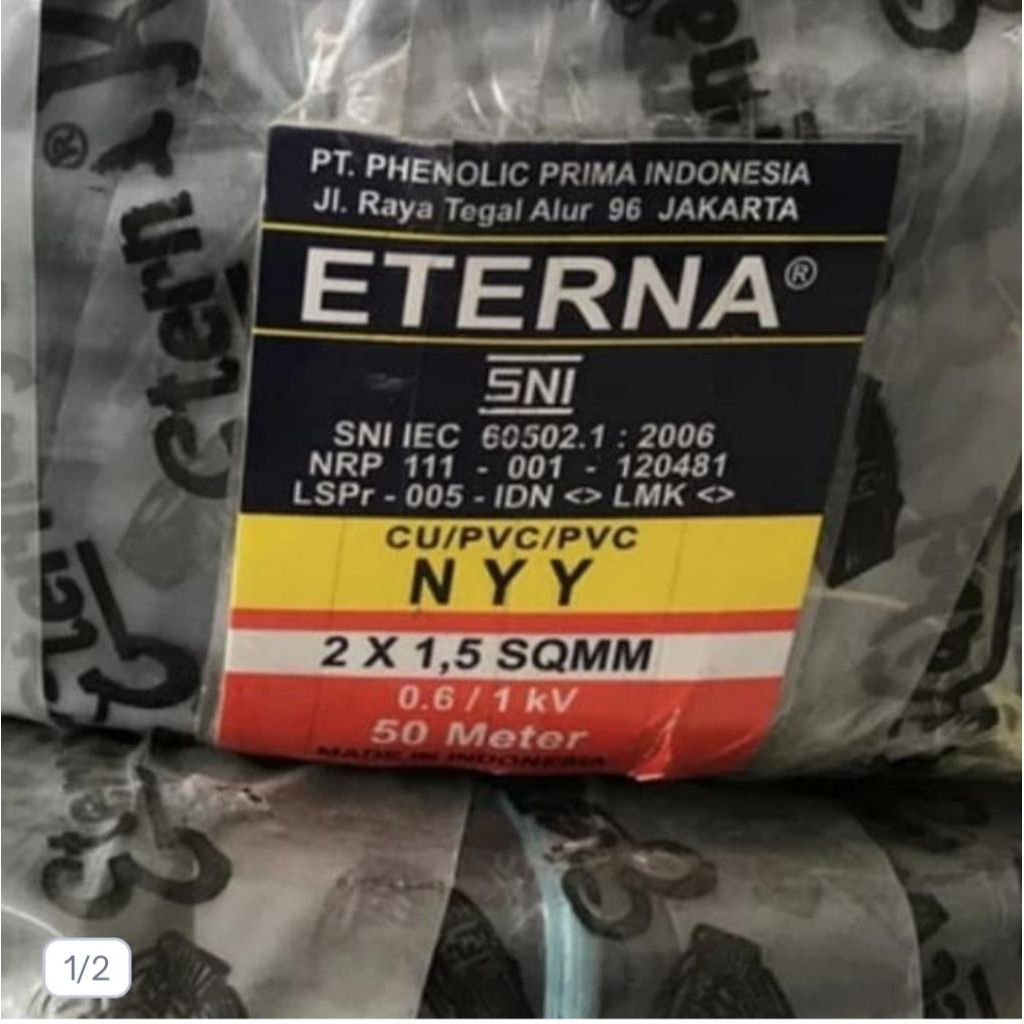 PT. PHENOLIC PRIMA INDONESIA
Jl. Raya Tegal Alur 96 JAKARTA
ETERNA®
SNI
SNI IEC 60502.1 : 2006
NRP 111 - 001 - 120481
LSPr - 005 - IDN <> LMK <>
CU/PVC/PVC
NYY
2 X 1,5 SQMM
0.6 / 1 kV
50 Meter
MADE IN INDONESIA
1/2